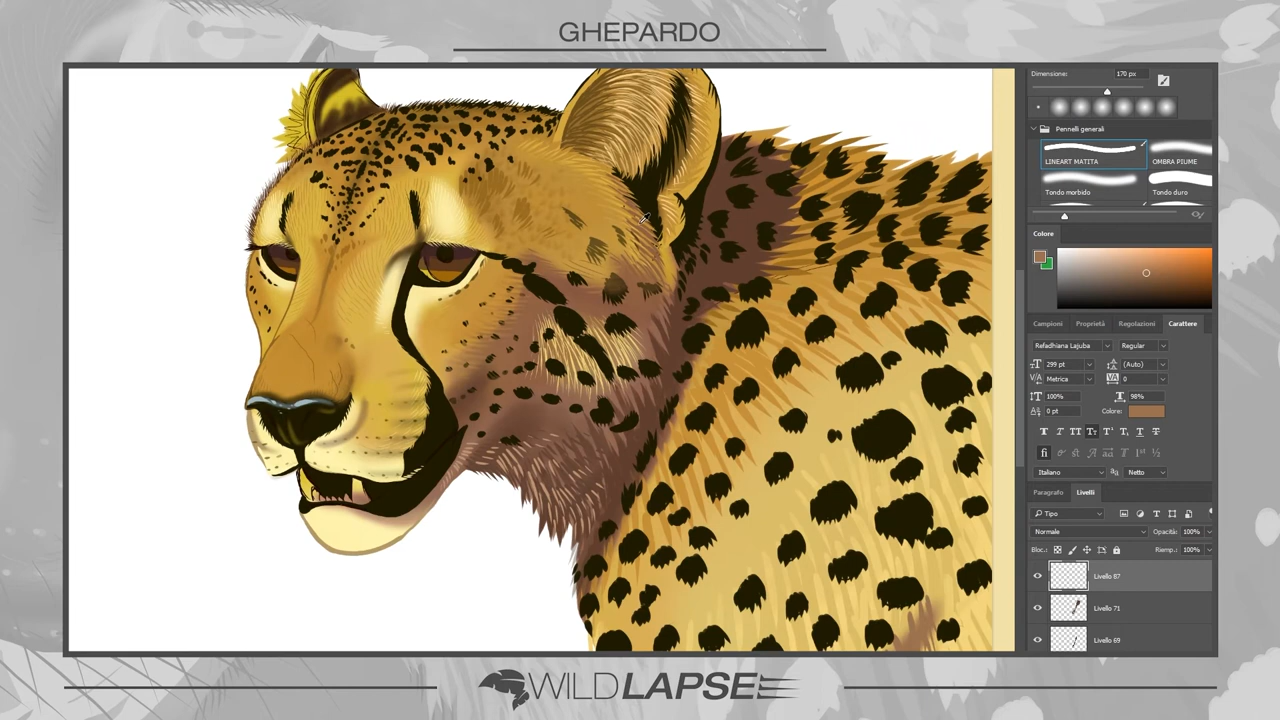 GHEPARDO
Dimensione: 170 px
Pennelli generali
LINEART MATITA OMBRA PIUME
Tondo morbido Tondo duro
Colore
Campioni Proprietà Regolazioni Carattere
Refadhiana Lajuba Regular
299 pt (Auto)
Metrica 0
100% 98%
0 pt Colore:
Italiano Netto
Paragrafo Livelli
Tipo
Normale Opacità: 100%
Bloc.: Riemp.: 100%
Livello 87
Livello 71
Livello 69
WILDLAPSE